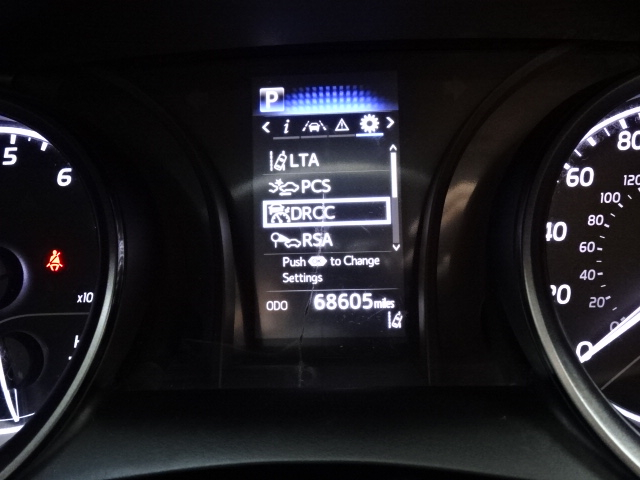 P
< i >
LTA
PCS
DRCC
RSA
Push to Change
Settings
ODO 68605 miles
5
6
x10
80
60
40
20
0
120
100
80
60
40
20